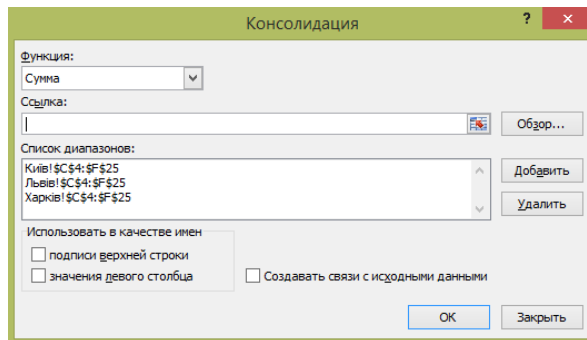 Консолидация
Функция:
Сумма
Ссылка:
Обзор...
Список диапазонов:
Київ!$C$4:$F$25
Львів!$C$4:$F$25
Харків!$C$4:$F$25
Добавить
Удалить
Использовать в качестве имен
подписи верхней строки
значения левого столбца
Создавать связи с исходными данными
ОК
Закрыть